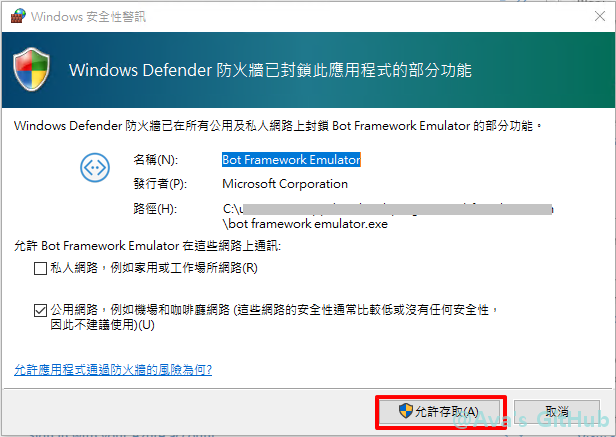 Windows 安全性警訊
Windows Defender 防火牆已封鎖此應用程式的部分功能
Windows Defender 防火牆已在所有公用及私人網路上封鎖 Bot Framework Emulator 的部分功能。
名稱(N): Bot Framework Emulator
發行者(P): Microsoft Corporation
路徑(H): C:\u
\bot framework emulator.exe
允許 Bot Framework Emulator 在這些網路上通訊:
私人網路，例如家用或工作場所網路(R)
公用網路，例如機場和咖啡廳網路 (這些網路的安全性通常比較低或沒有任何安全性，
因此不建議使用)(U)
允許應用程式通過防火牆的風險為何?
允許存取(A) 取消
@Ava's GitHub